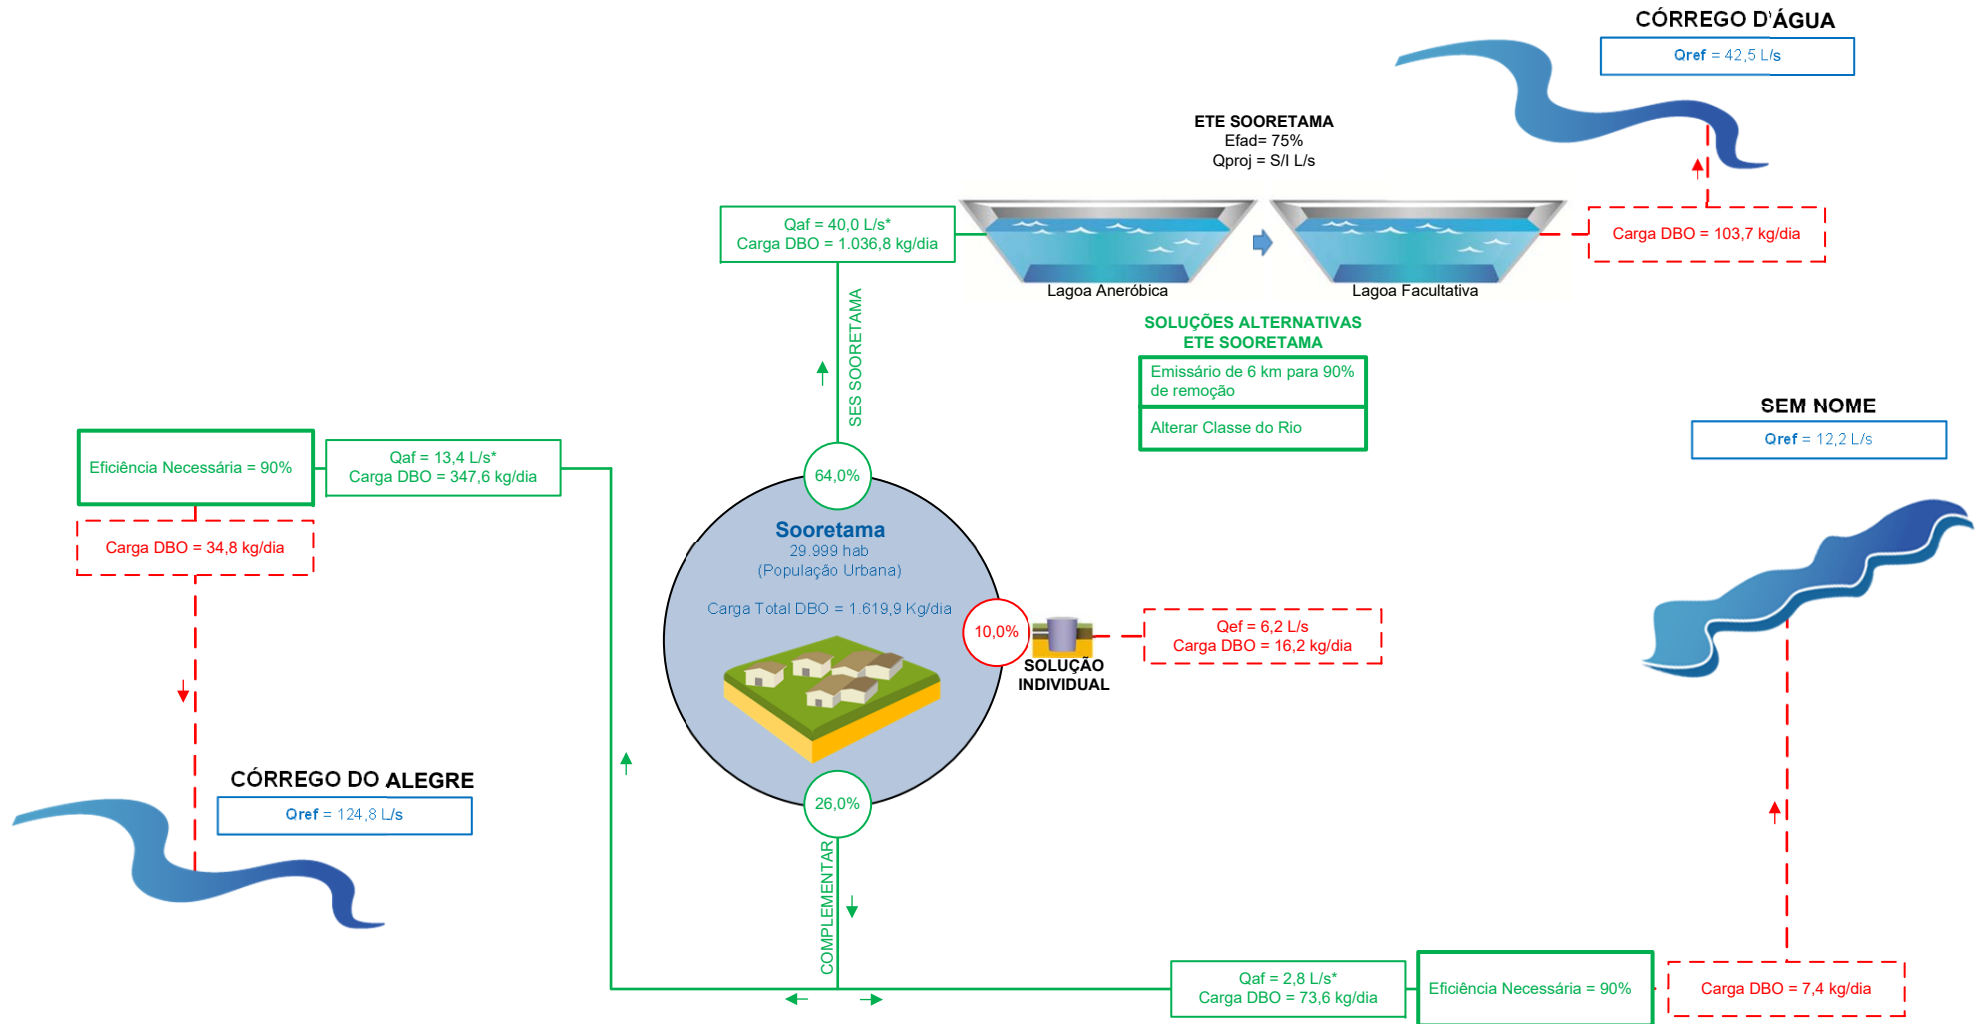 CÓRREGO D'ÁGUA
Qref = 42,5 L/s
ETE SOORETAMA
Efad= 75%
Qproj = S/I L/s
Qaf = 40,0 L/s*
Carga DBO = 1.036,8 kg/dia
Carga DBO = 103,7 kg/dia
Lagoa Aneróbica
Lagoa Facultativa
SES SOORETAMA
SOLUÇÕES ALTERNATIVAS
ETE SOORETAMA
Emissário de 6 km para 90%
de remoção
Alterar Classe do Rio
SEM NOME
Qref = 12,2 L/s
Eficiência Necessária = 90%
Qaf = 13,4 L/s*
Carga DBO = 347,6 kg/dia
Carga DBO = 34,8 kg/dia
64,0%
Sooretama
29.999 hab
(População Urbana)
Carga Total DBO = 1.619,9 Kg/dia
10,0%
SOLUÇÃO
INDIVIDUAL
Qef = 6,2 L/s
Carga DBO = 16,2 kg/dia
CÓRREGO DO ALEGRE
Qref = 124,8 L/s
26,0%
COMPLEMENTAR
Qaf = 2,8 L/s*
Carga DBO = 73,6 kg/dia
Eficiência Necessária = 90%
Carga DBO = 7,4 kg/dia